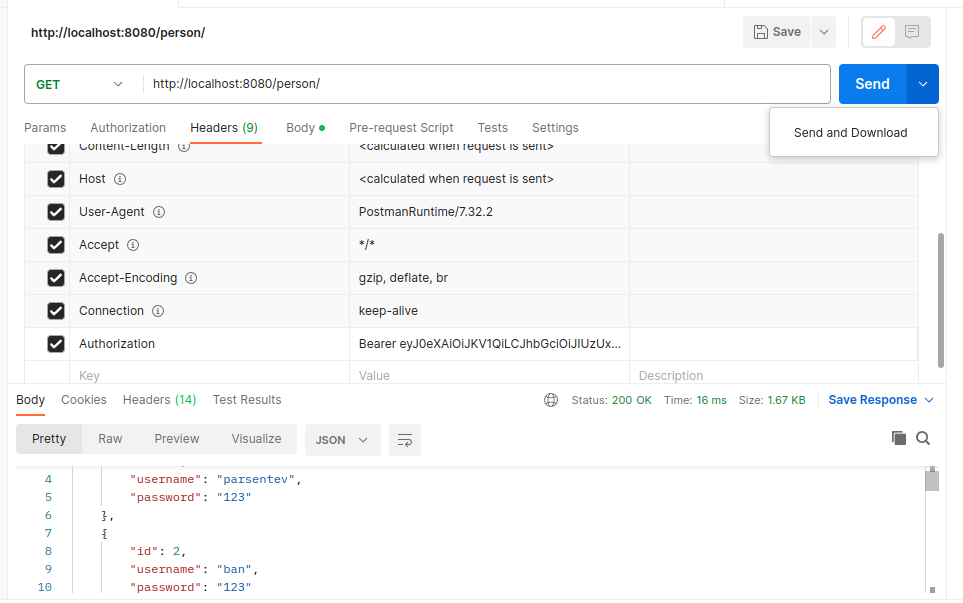 http://localhost:8080/person/ Save
GET http://localhost:8080/person/ Send
Params Authorization Headers (9) Body Pre-request Script Tests Settings
Send and Download
Content-Length <calculated when request is sent>
Host <calculated when request is sent>
User-Agent PostmanRuntime/7.32.2
Accept */*
Accept-Encoding gzip, deflate, br
Connection keep-alive
Authorization Bearer eyJ0eXAiOiJKV1QiLCJhbGciOiJIUzUx...
Key Value Description
Body Cookies Headers (14) Test Results Status: 200 OK Time: 16 ms Size: 1.67 KB Save Response
Pretty Raw Preview Visualize JSON
4 "username": "parsentev",
5 "password": "123"
6 },
7 {
8 "id": 2,
9 "username": "ban",
10 "password": "123"